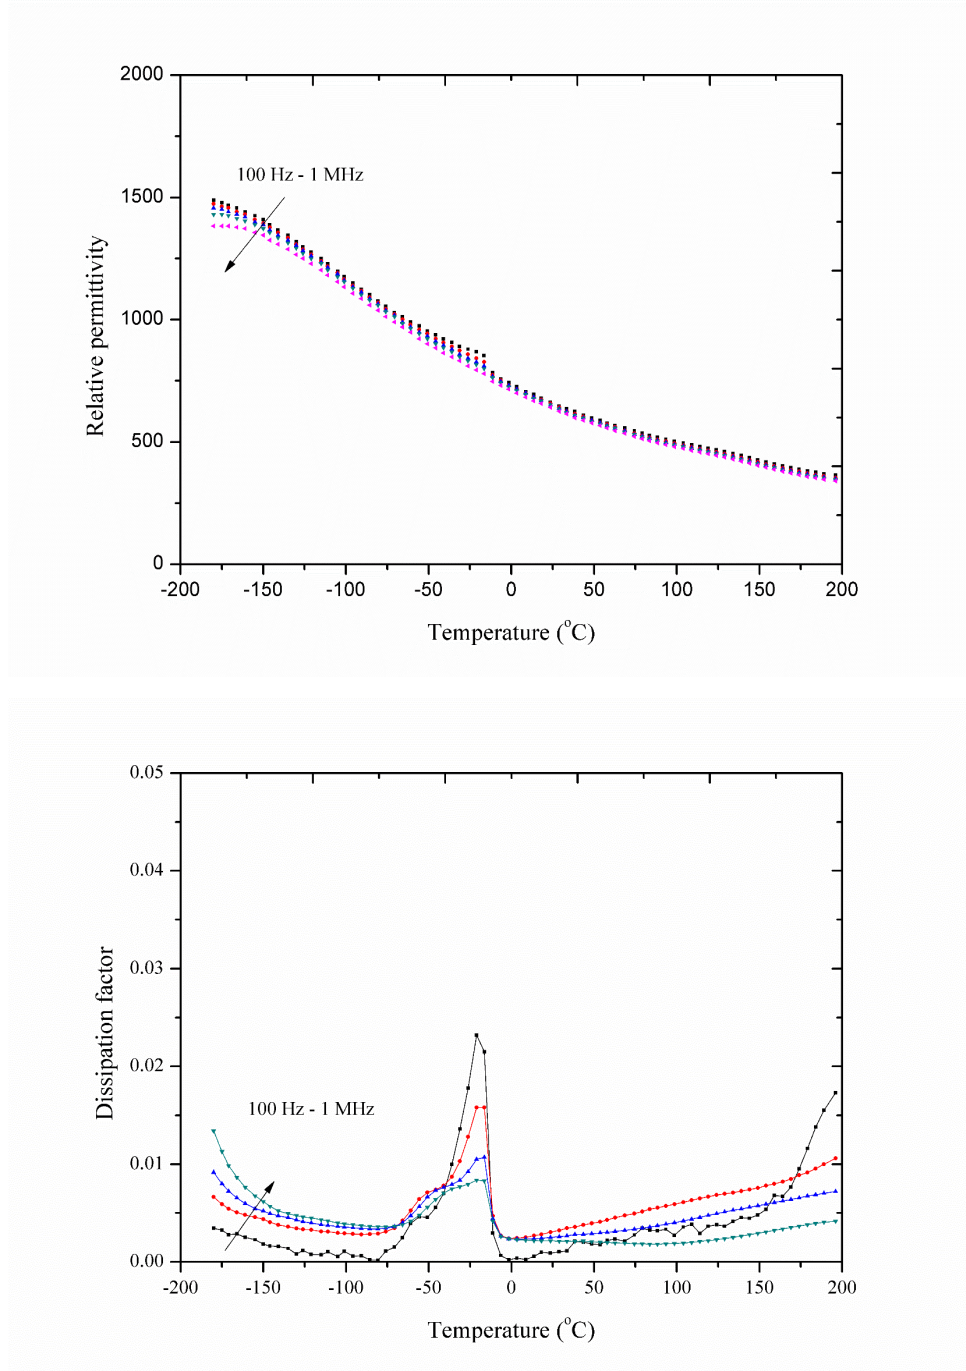 2000
1500
1000
500
0
100 Hz - 1 MHz
Relative permittivity
-200 -150 -100 -50 0 50 100 150 200
Temperature (°C)
0.05
0.04
0.03
0.02
0.01
0.00
100 Hz - 1 MHz
Dissipation factor
-200 -150 -100 -50 0 50 100 150 200
Temperature (°C)